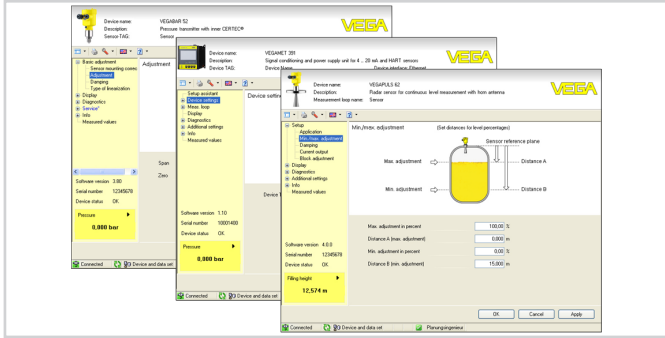 Device name: VEGABAR 52
Description: Pressure transmitter with inner CERTEC®
Sensor TAG: Sensor
VEGA
Basic adjustment
Sensor mounting correc
Adjustment
Damping
Type of linearization
Display
Diagnostics
Service"
Info
Measured values
Adjustment
Span
Zero
Software version 3.80
Serial number 12345678
Device status OK
Pressure
0,000 bar
Connected Device and data set
Device name: VEGAMET 391
Description: Signal conditioning and power supply unit for 4 .. 20 mA and HART sensors
Device TAG: Device Name Device interface Ethernet
VEGA
Setup assistant
Device settings
Meas. loop
Display
Diagnostics
Additional settings
Info
Measured values
Device settin
Device T
Software version 1.10
Serial number 10001400
Device status OK
Pressure
0,000 bar
Connected Device and data set
Device name: VEGAPULS 62
Description: Radar sensor for continuous level measurement with horn antenna
Measurement loop name: Sensor
VEGA
Setup
Application
Min./max. adjustment
Damping
Current output
Block adjustment
Display
Diagnostics
Additional settings
Info
Measured values
Min./max. adjustment (Set distances for level percentages)
Sensor reference plane
Max. adjustment Distance A
Min. adjustment Distance B
Max. adjustment in percent 100,00 %
Distance A (max. adjustment) 0,000 m
Min. adjustment in percent 0,00 %
Distance B (min. adjustment) 15,000 m
Software version 4.0.0
Serial number 12345678
Device status OK
Filling height
12,574 m
OK Cancel Apply
Connected Device and data set Planungsingenieur: